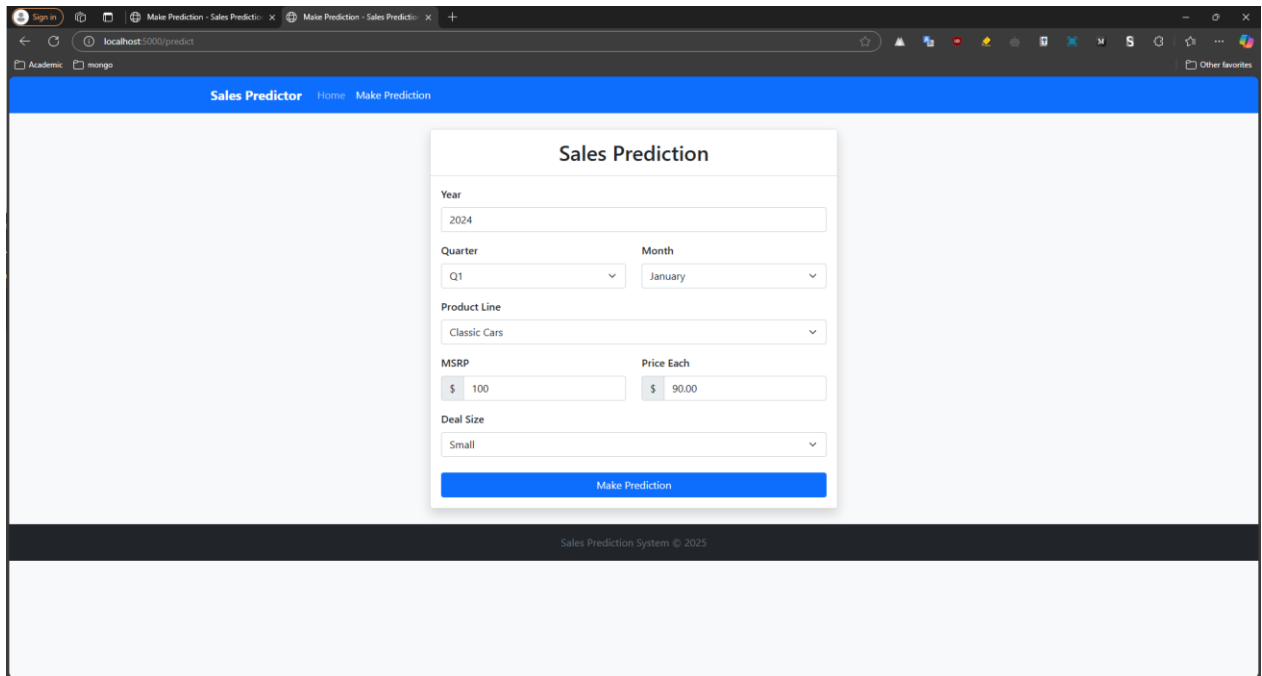 Sign in Make Prediction - Sales Predictio Make Prediction - Sales Predictio
localhost:5000/predict
Academic mongo Other favorites
Sales Predictor Home Make Prediction
Sales Prediction
Year
2024
Quarter Month
Q1 January
Product Line
Classic Cars
MSRP Price Each
$ 100 $ 90.00
Deal Size
Small
Make Prediction
Sales Prediction System © 2025